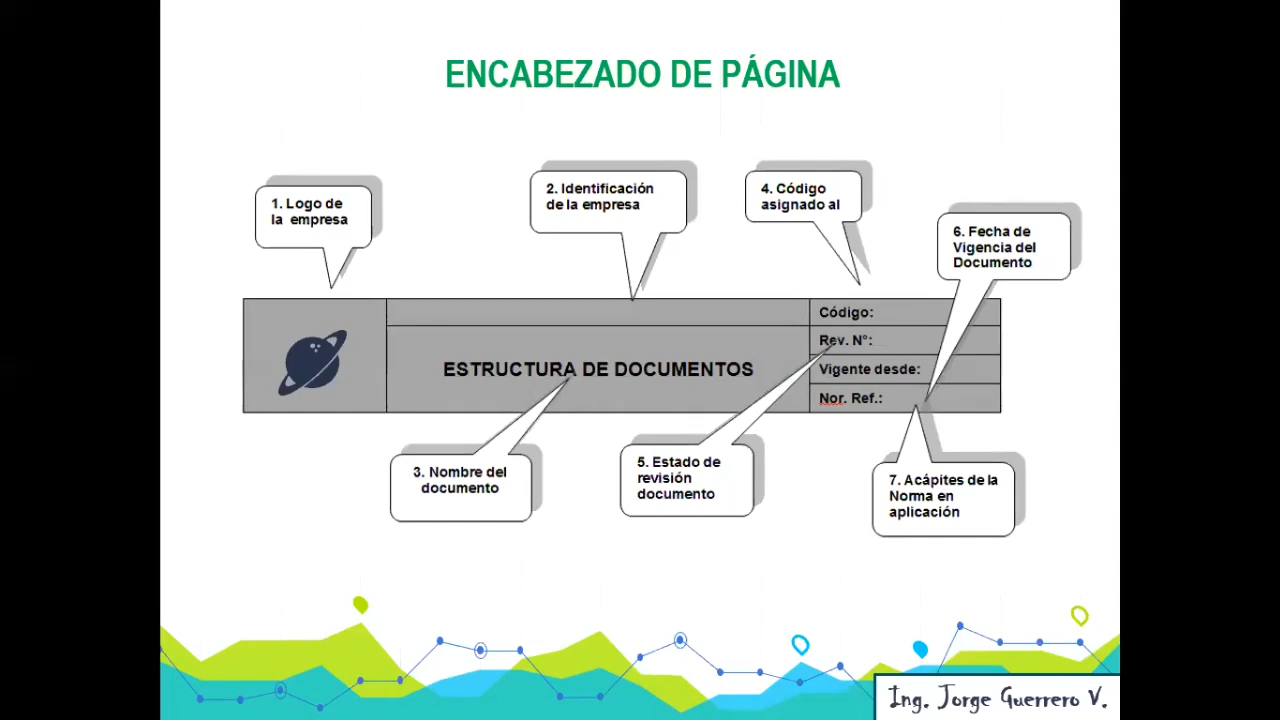 ENCABEZADO DE PÁGINA
1. Logo de
la empresa
2. Identificación
de la empresa
4. Código
asignado al
6. Fecha de
Vigencia del
Documento
Código:
Rev. N°:
ESTRUCTURA DE DOCUMENTOS
Vigente desde:
Nor. Ref.:
3. Nombre del
documento
5. Estado de
revisión
documento
7. Acápites de la
Norma en
aplicación
Ing. Jorge Guerrero V.